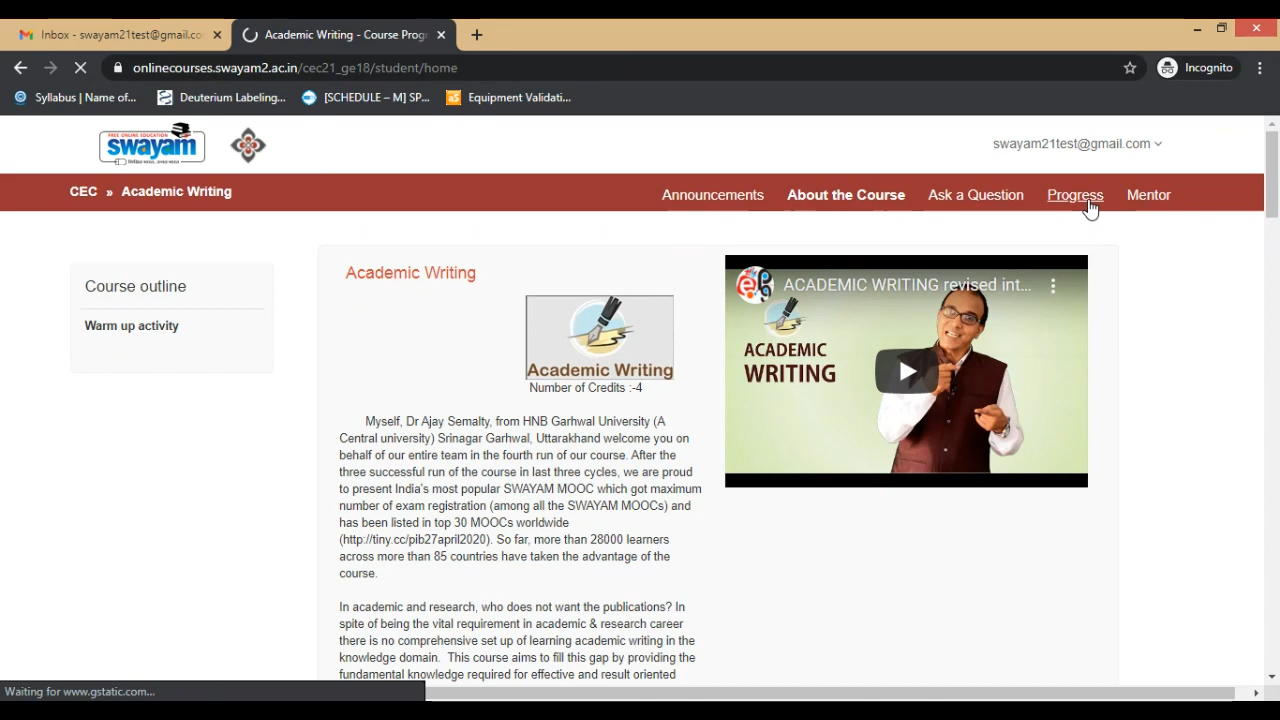 Inbox - swayam21test@gmail.co
Academic Writing - Course Prog
onlinecourses.swayam2.ac.in/cec21_ge18/student/home
Incognito
Syllabus | Name of...
Deuterium Labeling...
[SCHEDULE – M] SP...
Equipment Validati...
FREE ONLINE EDUCATION
swayam
swayam21test@gmail.com
CEC » Academic Writing
Announcements
About the Course
Ask a Question
Progress
Mentor
Course outline
Warm up activity
Academic Writing
Academic Writing
Number of Credits :-4
ACADEMIC WRITING revised int...
ACADEMIC
WRITING
Myself, Dr Ajay Semalty, from HNB Garhwal University (A
Central university) Srinagar Garhwal, Uttarakhand welcome you on
behalf of our entire team in the fourth run of our course. After the
three successful run of the course in last three cycles, we are proud
to present India's most popular SWAYAM MOOC which got maximum
number of exam registration (among all the SWAYAM MOOCs) and
has been listed in top 30 MOOCs worldwide
(http://tiny.cc/pib27april2020). So far, more than 28000 learners
across more than 85 countries have taken the advantage of the
course.
In academic and research, who does not want the publications? In
spite of being the vital requirement in academic & research career
there is no comprehensive set up of learning academic writing in the
knowledge domain. This course aims to fill this gap by providing the
fundamental knowledge required for effective and result oriented
Waiting for www.gstatic.com...